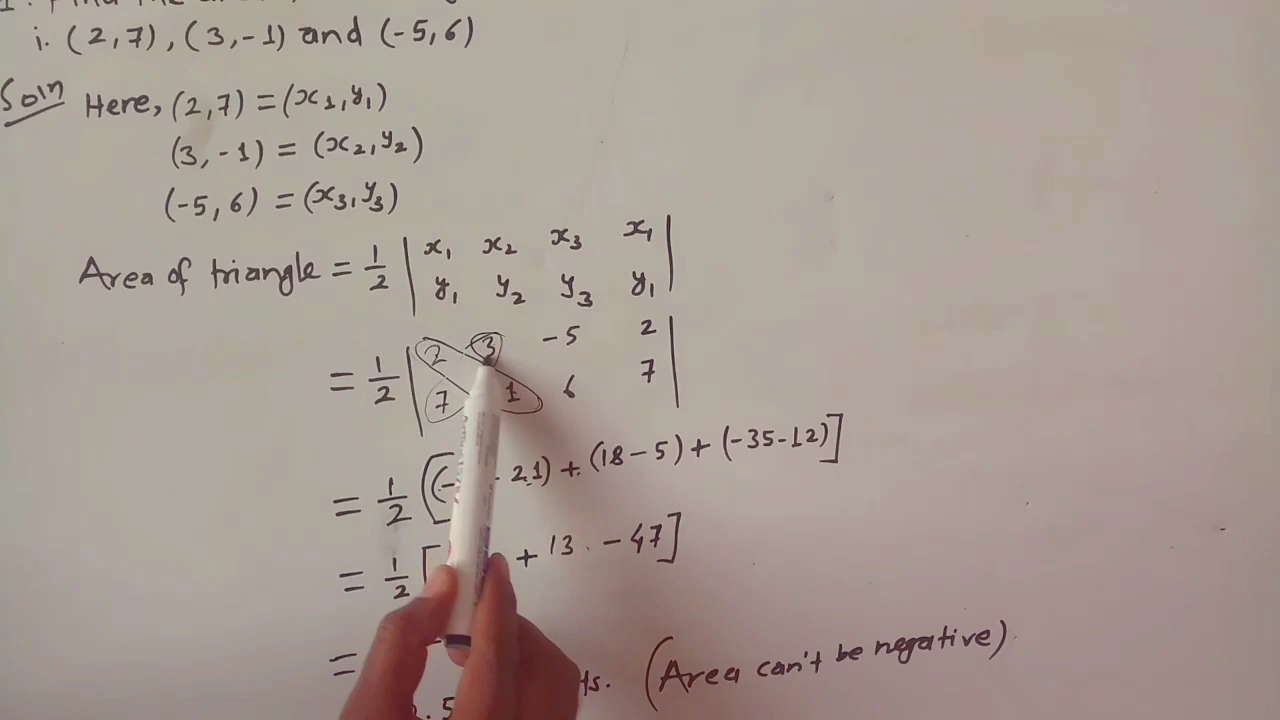 i. (2,7), (3,-1) and (-5,6)
Soln Here, (2,7) = (x₁,y₁)
(3,-1) = (x₂,y₂)
(-5,6) = (x₃,y₃)
Area of triangle = 1/2 | x₁ x₂ x₃ x₁
y₁ y₂ y₃ y₁ |
= 1/2 | 2 3 -5 2
7 1 6 7 |
= 1/2 [(- - 21) + (18-5) + (-35-12)]
= 1/2 [ + 13 - 47]
=
.5 ts. (Area can't be negative)